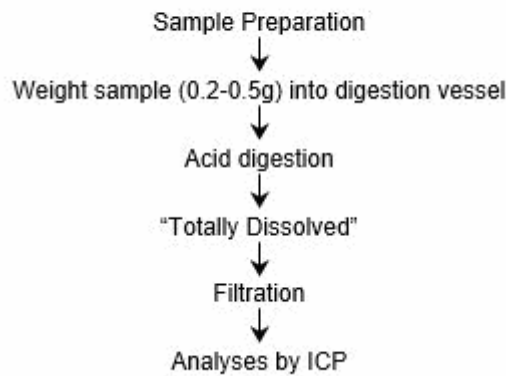 Sample Preparation
Weight sample (0.2-0.5g) into digestion vessel
Acid digestion
“Totally Dissolved”
Filtration
Analyses by ICP